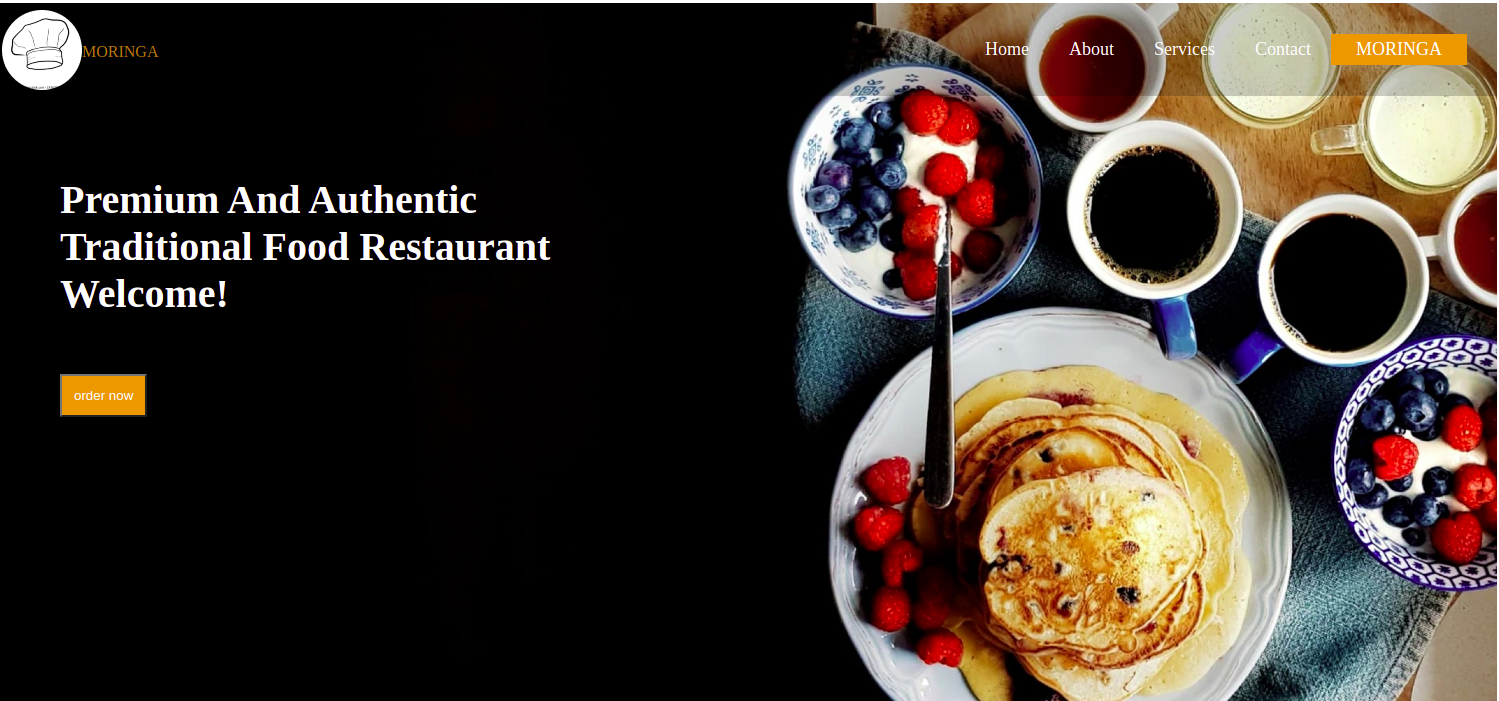 MORINGA
Home About Services Contact MORINGA
Premium And Authentic
Traditional Food Restaurant
Welcome!
order now